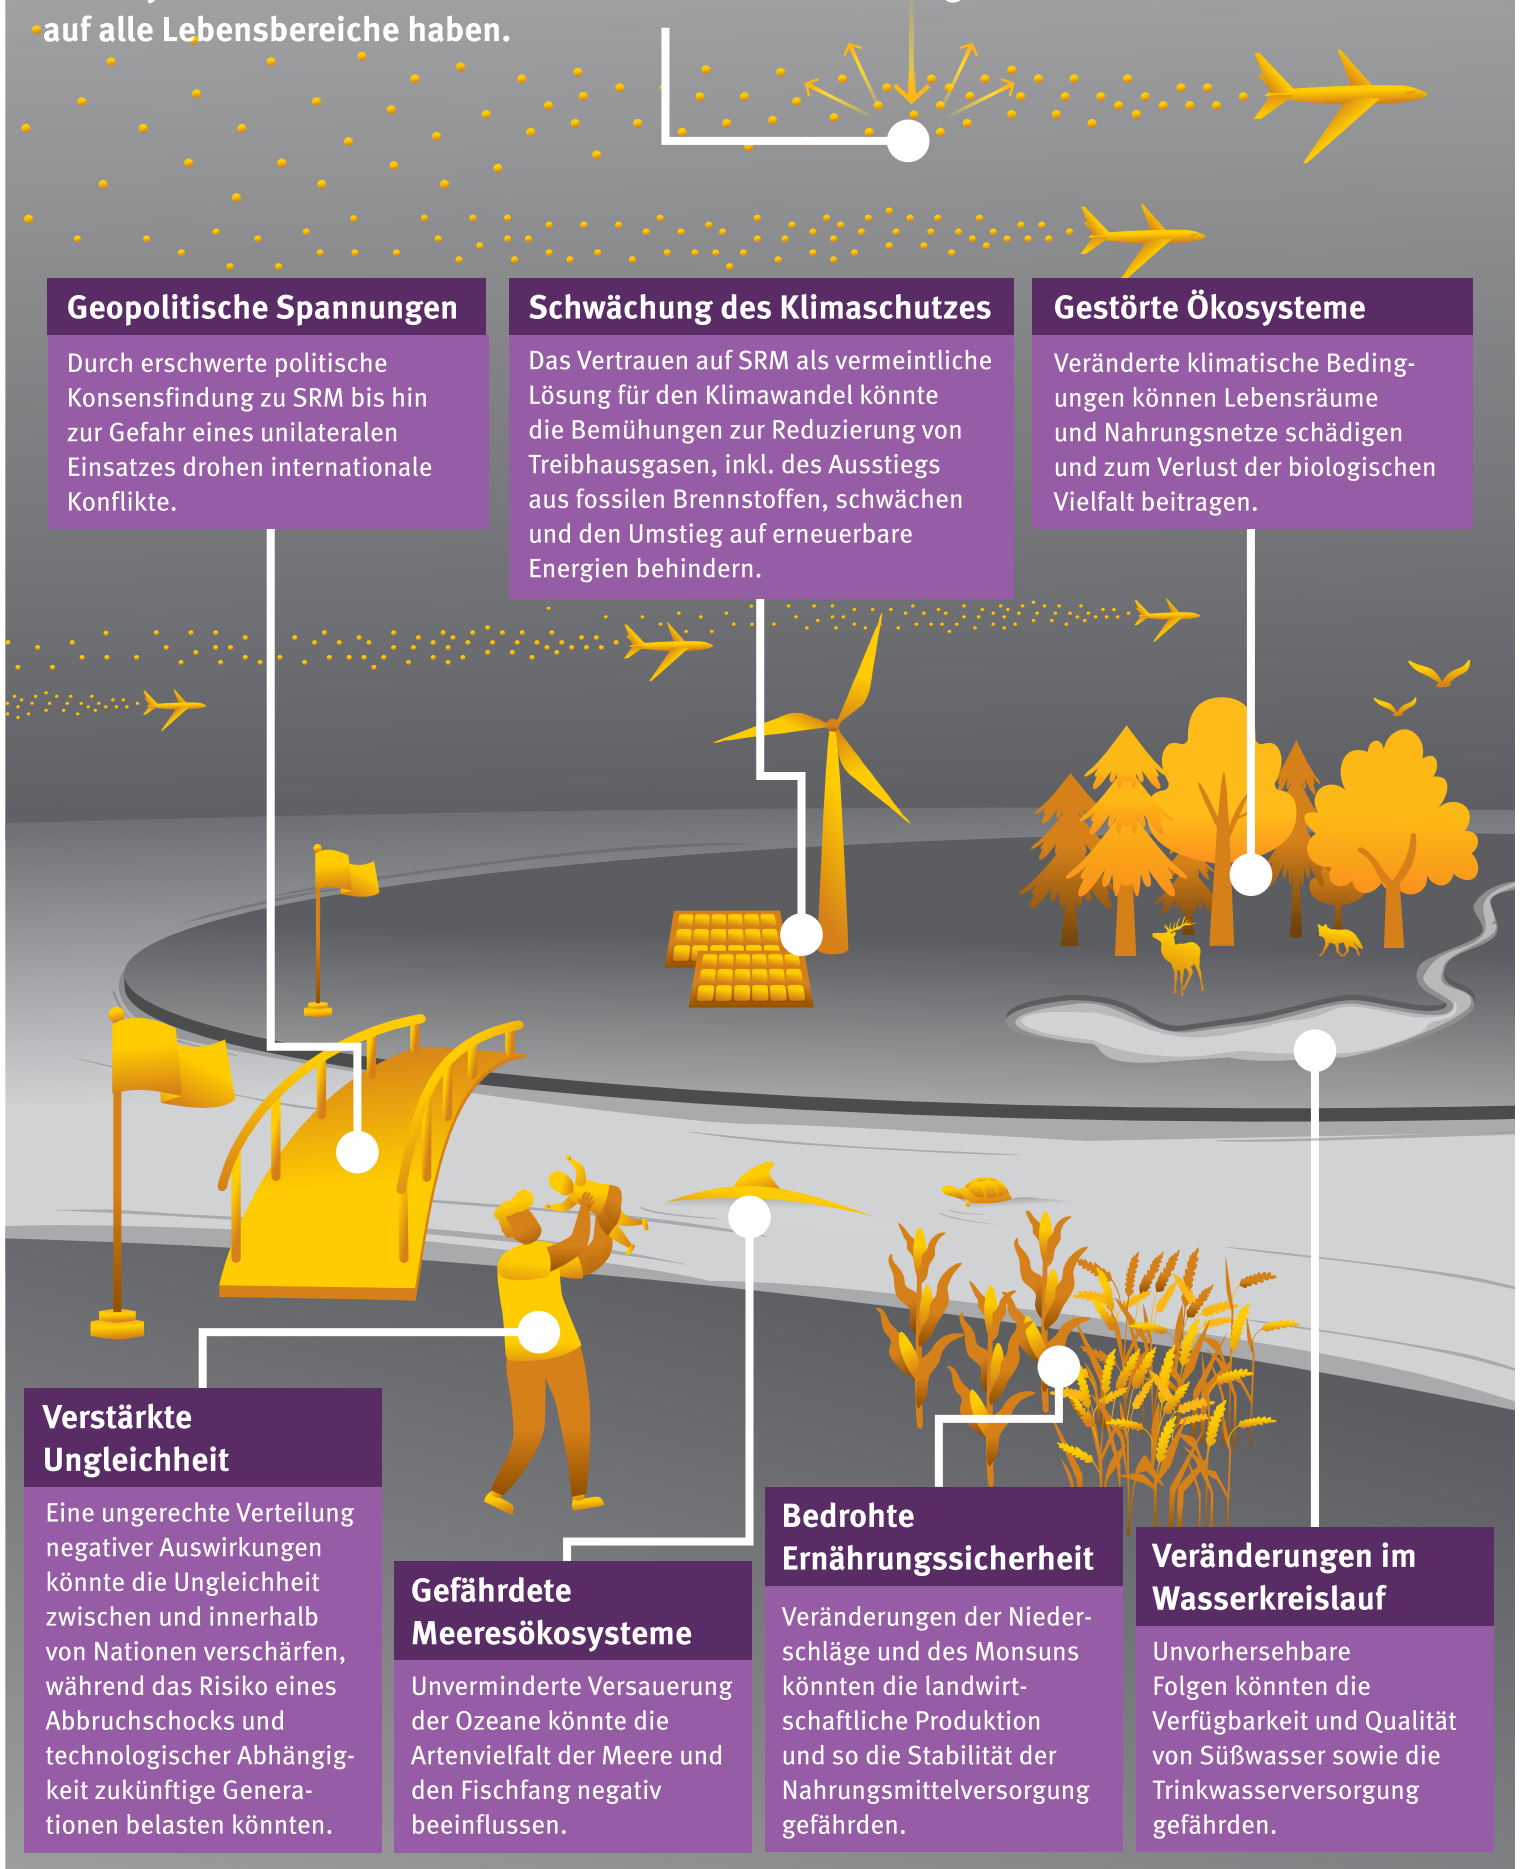 auf alle Lebensbereiche haben.
Geopolitische Spannungen
Durch erschwerte politische
Konsensfindung zu SRM bis hin
zur Gefahr eines unilateralen
Einsatzes drohen internationale
Konflikte.
Schwächung des Klimaschutzes
Das Vertrauen auf SRM als vermeintliche
Lösung für den Klimawandel könnte
die Bemühungen zur Reduzierung von
Treibhausgasen, inkl. des Ausstiegs
aus fossilen Brennstoffen, schwächen
und den Umstieg auf erneuerbare
Energien behindern.
Gestörte Ökosysteme
Veränderte klimatische Beding-
ungen können Lebensräume
und Nahrungsnetze schädigen
und zum Verlust der biologischen
Vielfalt beitragen.
Verstärkte
Ungleichheit
Eine ungerechte Verteilung
negativer Auswirkungen
könnte die Ungleichheit
zwischen und innerhalb
von Nationen verschärfen,
während das Risiko eines
Abbruchschocks und
technologischer Abhängig-
keit zukünftige Genera-
tionen belasten könnten.
Gefährdete
Meeresökosysteme
Unverminderte Versauerung
der Ozeane könnte die
Artenvielfalt der Meere und
den Fischfang negativ
beeinflussen.
Bedrohte
Ernährungssicherheit
Veränderungen der Nieder-
schläge und des Monsuns
könnten die landwirt-
schaftliche Produktion
und so die Stabilität der
Nahrungsmittelversorgung
gefährden.
Veränderungen im
Wasserkreislauf
Unvorhersehbare
Folgen könnten die
Verfügbarkeit und Qualität
von Süßwasser sowie die
Trinkwasserversorgung
gefährden.